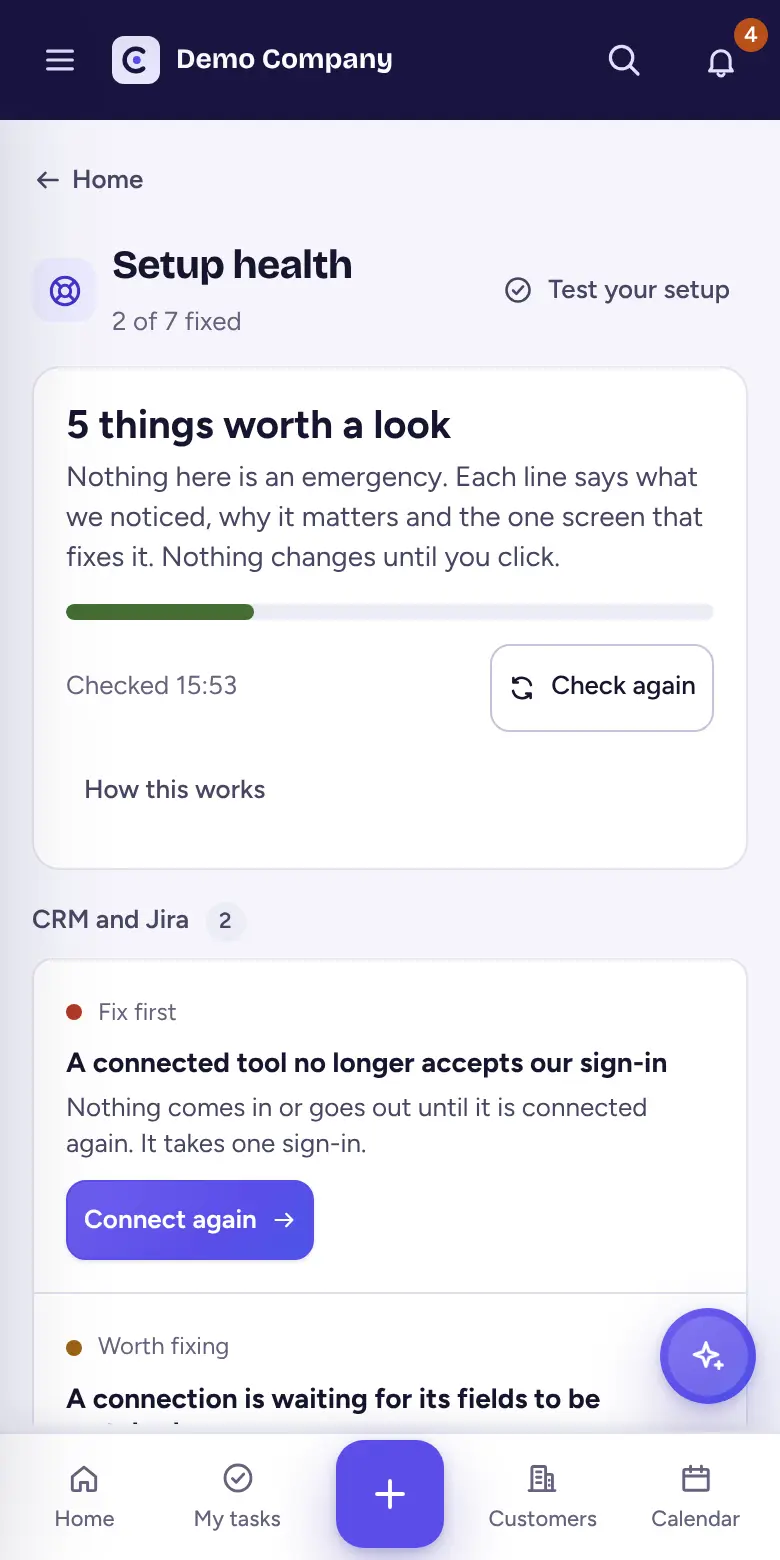 Demo Company
4
Home
Setup health
2 of 7 fixed
Test your setup
5 things worth a look
Nothing here is an emergency. Each line says what
we noticed, why it matters and the one screen that
fixes it. Nothing changes until you click.
Checked 15:53
Check again
How this works
CRM and Jira 2
Fix first
A connected tool no longer accepts our sign-in
Nothing comes in or goes out until it is connected
again. It takes one sign-in.
Connect again
Worth fixing
A connection is waiting for its fields to be
Home
My tasks
Customers
Calendar